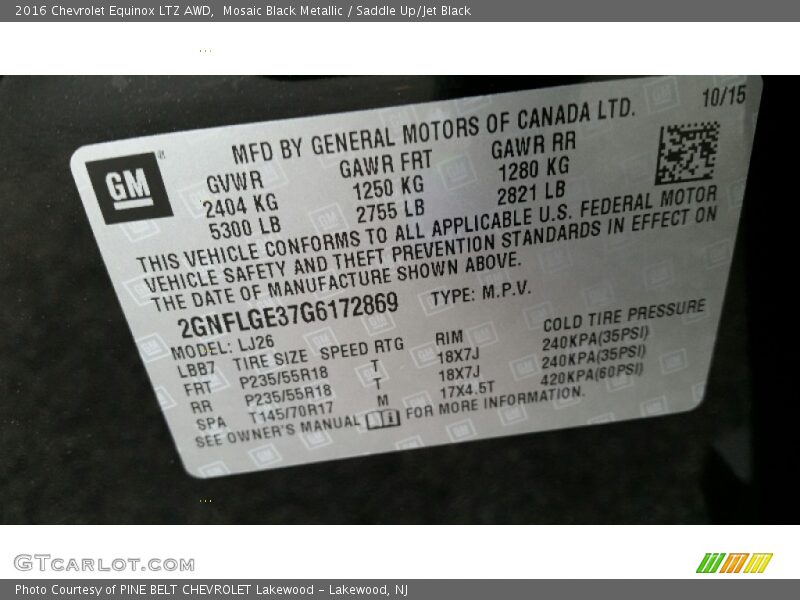 2016 Chevrolet Equinox LTZ AWD,  Mosaic Black Metallic / Saddle Up/Jet Black
10/15
MFD BY GENERAL MOTORS OF CANADA LTD.
GM
GVWR GAWR FRT GAWR RR
2404 KG 1250 KG 1280 KG
5300 LB 2755 LB 2821 LB
THIS VEHICLE CONFORMS TO ALL APPLICABLE U.S. FEDERAL MOTOR
VEHICLE SAFETY AND THEFT PREVENTION STANDARDS IN EFFECT ON
THE DATE OF MANUFACTURE SHOWN ABOVE.
2GNFLGE37G6172869 TYPE: M.P.V.
MODEL: LJ26
LBB7 TIRE SIZE SPEED RTG RIM COLD TIRE PRESSURE
FRT P235/55R18 T 18X7J 240KPA(35PSI)
RR P235/55R18 T 18X7J 240KPA(35PSI)
SPA T145/70R17 M 17X4.5T 420KPA(60PSI)
SEE OWNER'S MANUAL FOR MORE INFORMATION.
GTCARLOT.COM
Photo Courtesy of PINE BELT CHEVROLET Lakewood - Lakewood, NJ